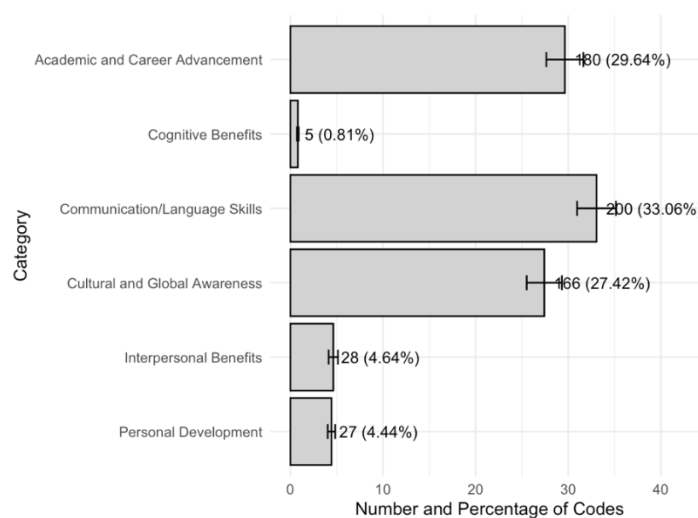 Academic and Career Advancement
180 (29.64%)
Cognitive Benefits
5 (0.81%)
Communication/Language Skills
200 (33.06%
Cultural and Global Awareness
166 (27.42%)
Interpersonal Benefits
28 (4.64%)
Personal Development
27 (4.44%)
Category
0 10 20 30 40
Number and Percentage of Codes